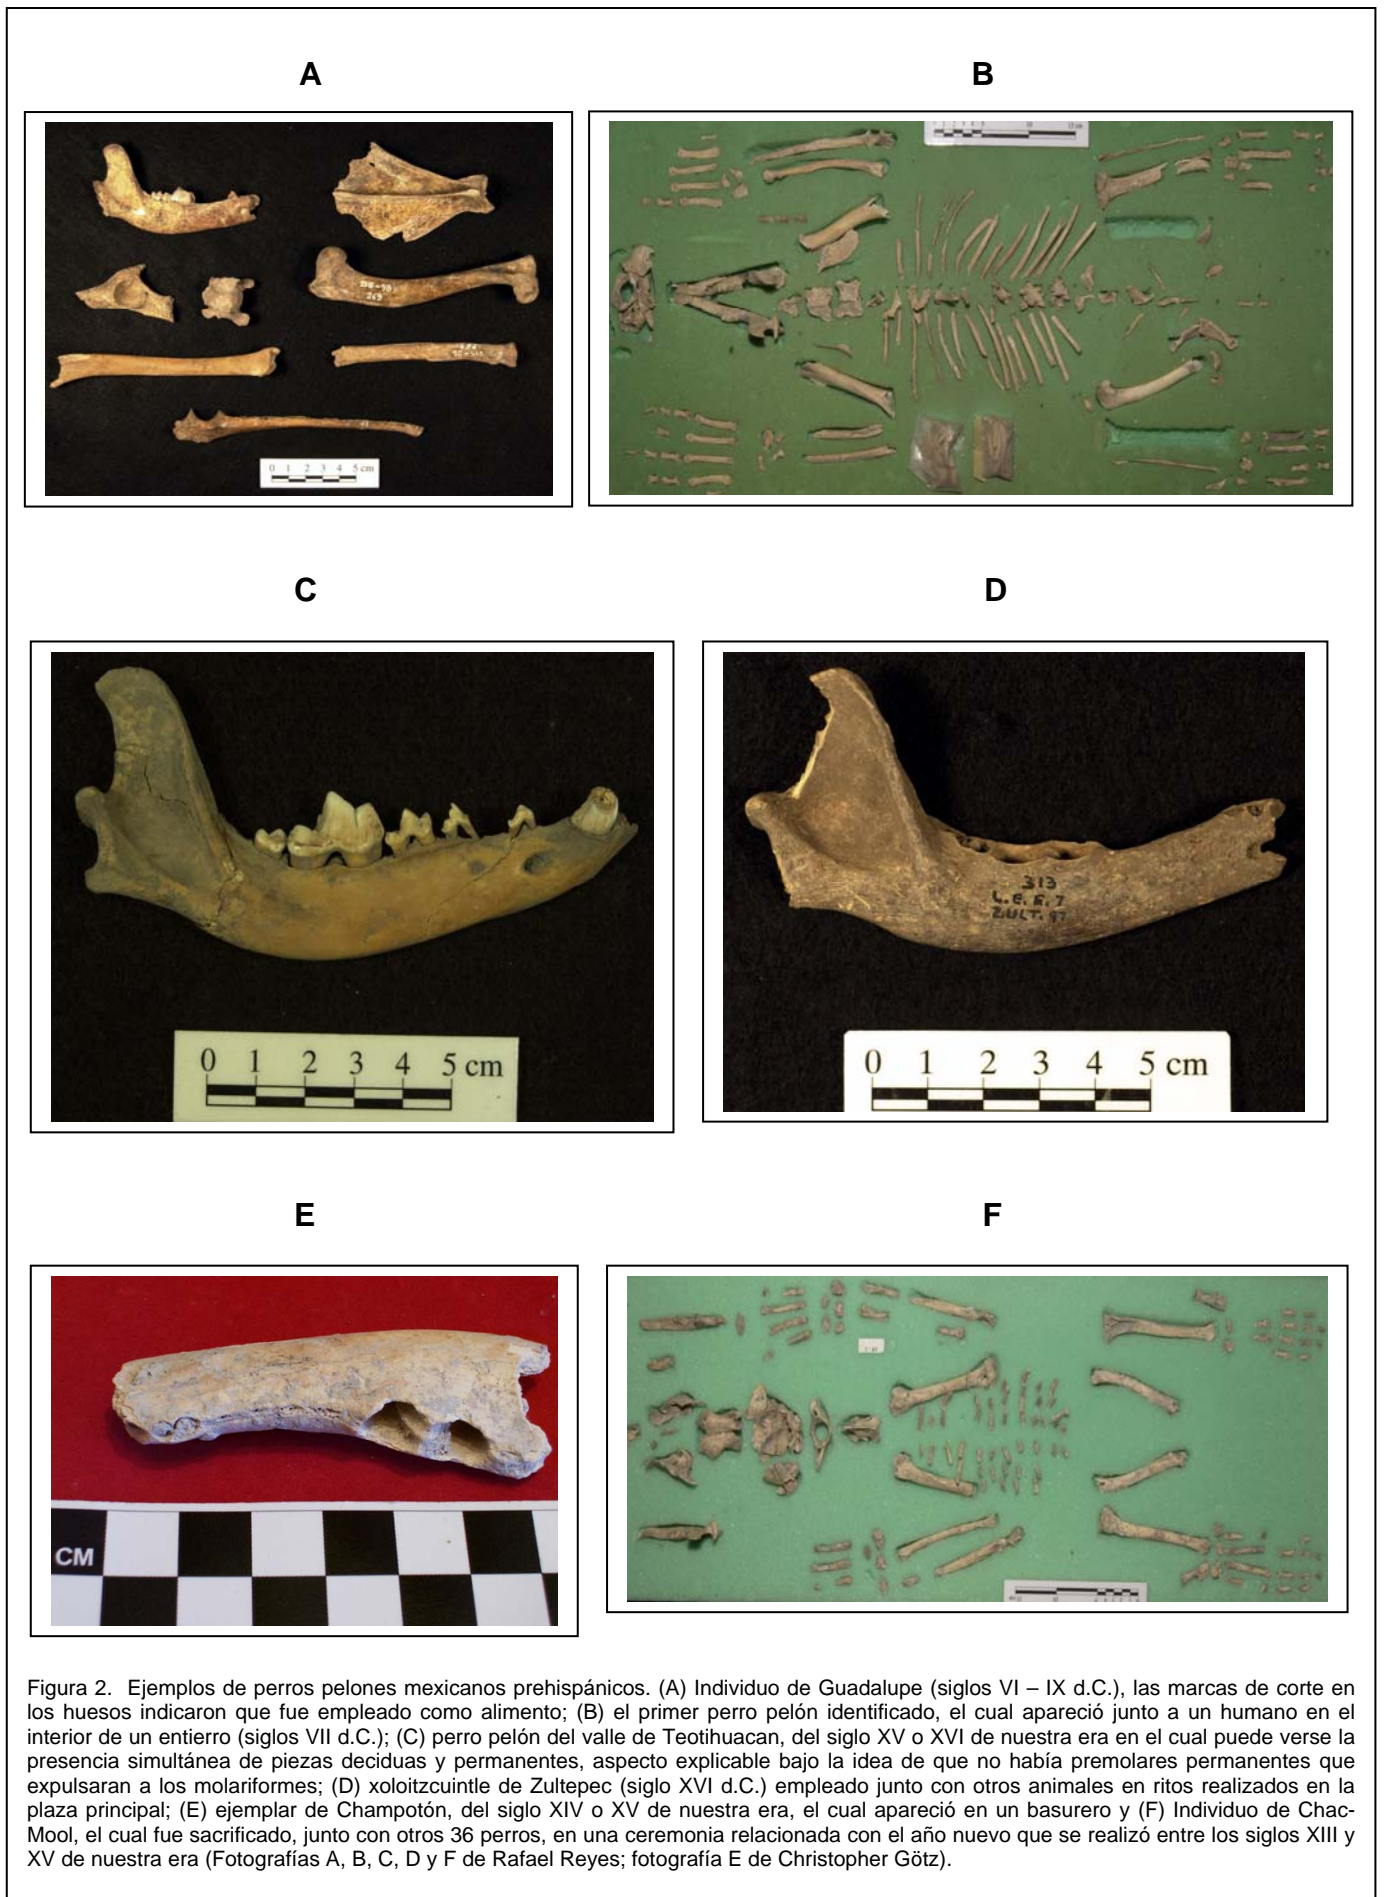 A
B
0 1 2 3 4 5 cm
269
C
D
313
L.E.E.7
ZULT.97
0 1 2 3 4 5 cm
0 1 2 3 4 5 cm
E
F
CM
Figura 2. Ejemplos de perros pelones mexicanos prehispánicos. (A) Individuo de Guadalupe (siglos VI – IX d.C.), las marcas de corte en
los huesos indicaron que fue empleado como alimento; (B) el primer perro pelón identificado, el cual apareció junto a un humano en el
interior de un entierro (siglos VII d.C.); (C) perro pelón del valle de Teotihuacan, del siglo XV o XVI de nuestra era en el cual puede verse la
presencia simultánea de piezas deciduas y permanentes, aspecto explicable bajo la idea de que no había premolares permanentes que
expulsaran a los molariformes; (D) xoloitzcuintle de Zultepec (siglo XVI d.C.) empleado junto con otros animales en ritos realizados en la
plaza principal; (E) ejemplar de Champotón, del siglo XIV o XV de nuestra era, el cual apareció en un basurero y (F) Individuo de Chac-
Mool, el cual fue sacrificado, junto con otros 36 perros, en una ceremonia relacionada con el año nuevo que se realizó entre los siglos XIII y
XV de nuestra era (Fotografías A, B, C, D y F de Rafael Reyes; fotografía E de Christopher Götz).